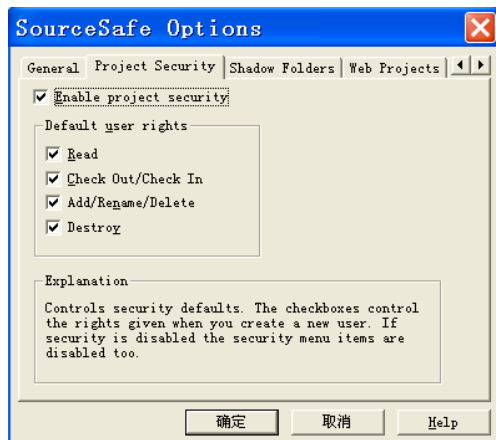 SourceSafe Options
General Project Security Shadow Folders Web Projects
Enable project security
Default user rights
Read
Check Out/Check In
Add/Rename/Delete
Destroy
Explanation
Controls security defaults. The checkboxes control
the rights given when you create a new user. If
security is disabled the security menu items are
disabled too.
确定 取消 Help